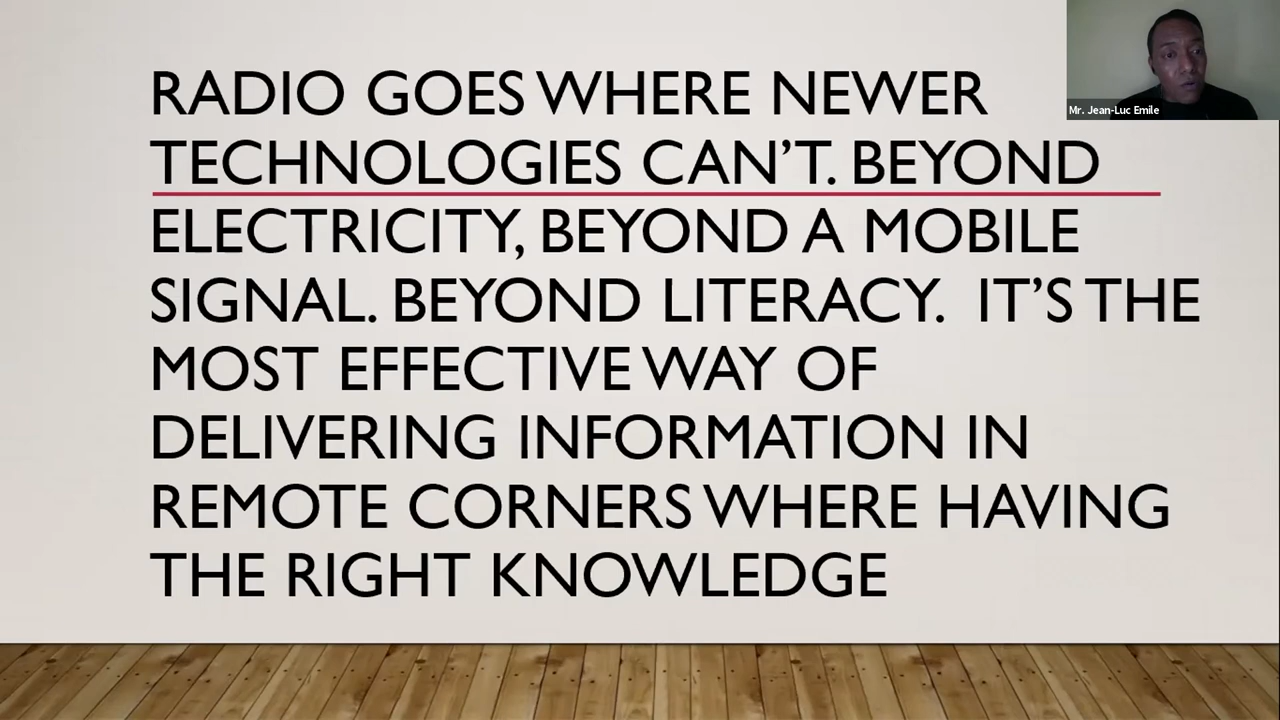 RADIO GOES WHERE NEWER
TECHNOLOGIES CAN'T. BEYOND
ELECTRICITY, BEYOND A MOBILE
SIGNAL. BEYOND LITERACY.  IT'S THE
MOST EFFECTIVE WAY OF
DELIVERING INFORMATION IN
REMOTE CORNERS WHERE HAVING
THE RIGHT KNOWLEDGE
Mr. Jean-Luc Emile